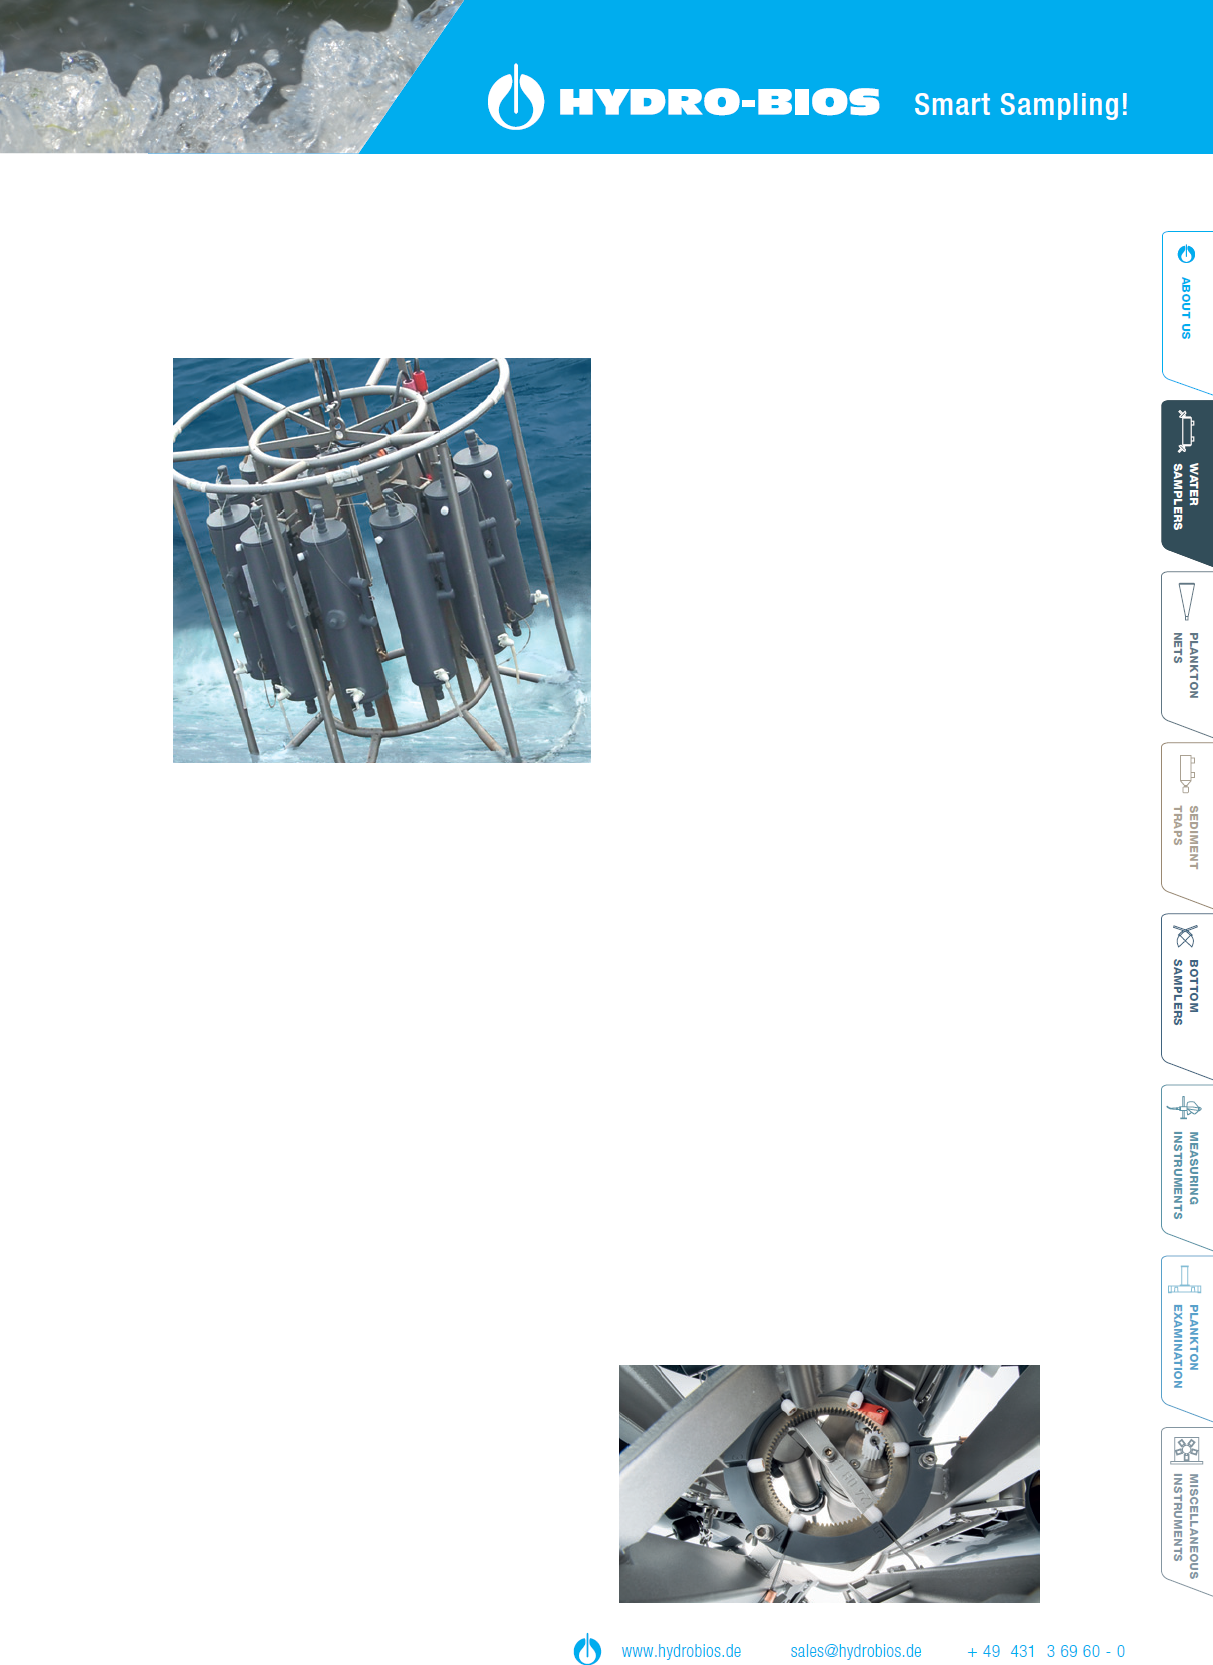 HYDRO-BIOS Smart Sampling!
ABOUT US
WATER
SAMPLERS
PLANKTON
NETS
SEDIMENT
TRAPS
BOTTOM
SAMPLERS
MEASURING
INSTRUMENTS
PLANKTON
EXAMINATION
MISCELLANEOUS
INSTRUMENTS
www.hydrobios.de sales@hydrobios.de + 49 431 3 69 60 - 0